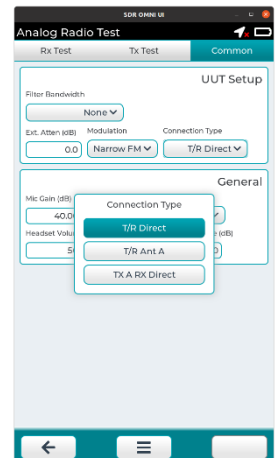 SDR OMNI UI
Analog Radio Test
Rx Test Tx Test Common
UUT Setup
Filter Bandwidth
None
Ext. Atten (dB) Modulation Connection Type
0.0 Narrow FM T/R Direct
General
Mic Gain (dB)
40.0
Headset Volu (dB)
Connection Type
T/R Direct
T/R Ant A
TX A RX Direct